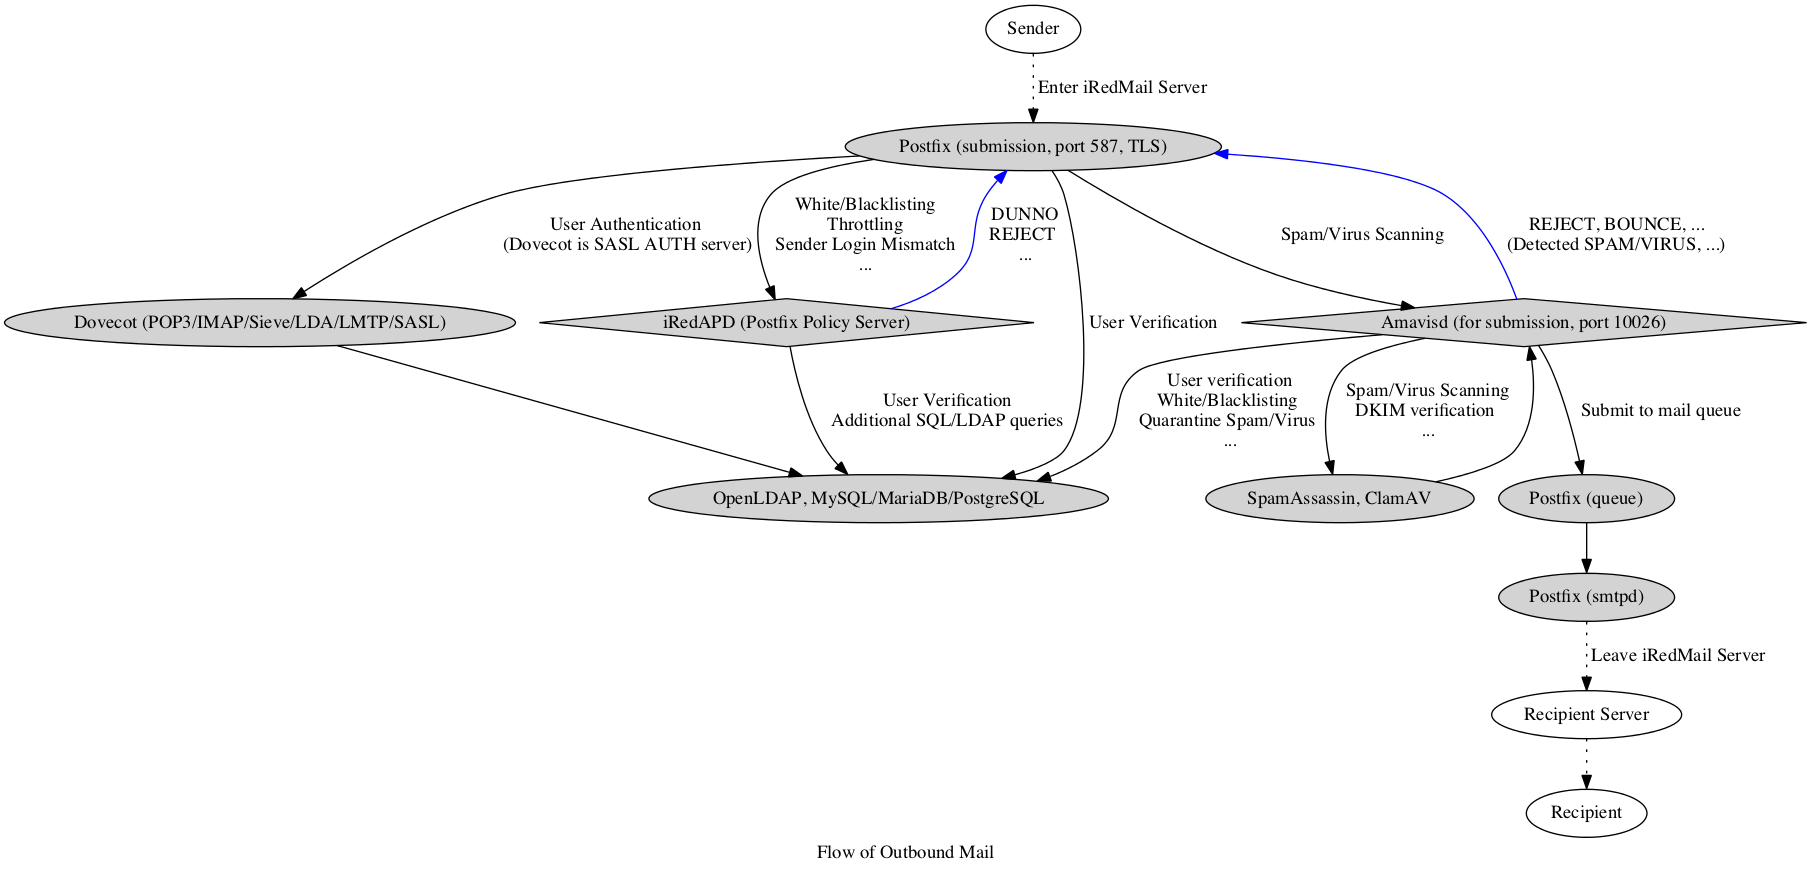 Sender
Enter iRedMail Server
Postfix (submission, port 587, TLS)
User Authentication
(Dovecot is SASL AUTH server)
White/Blacklisting
Throttling
Sender Login Mismatch
...
DUNNO
REJECT
...
Spam/Virus Scanning
REJECT, BOUNCE, ...
(Detected SPAM/VIRUS, ...)
Dovecot (POP3/IMAP/Sieve/LDA/LMTP/SASL)
iRedAPD (Postfix Policy Server)
User Verification
Amavisd (for submission, port 10026)
User Verification
Additional SQL/LDAP queries
User verification
White/Blacklisting
Quarantine Spam/Virus
...
Spam/Virus Scanning
DKIM verification
...
Submit to mail queue
OpenLDAP, MySQL/MariaDB/PostgreSQL
SpamAssassin, ClamAV
Postfix (queue)
Postfix (smtpd)
Leave iRedMail Server
Recipient Server
Recipient
Flow of Outbound Mail